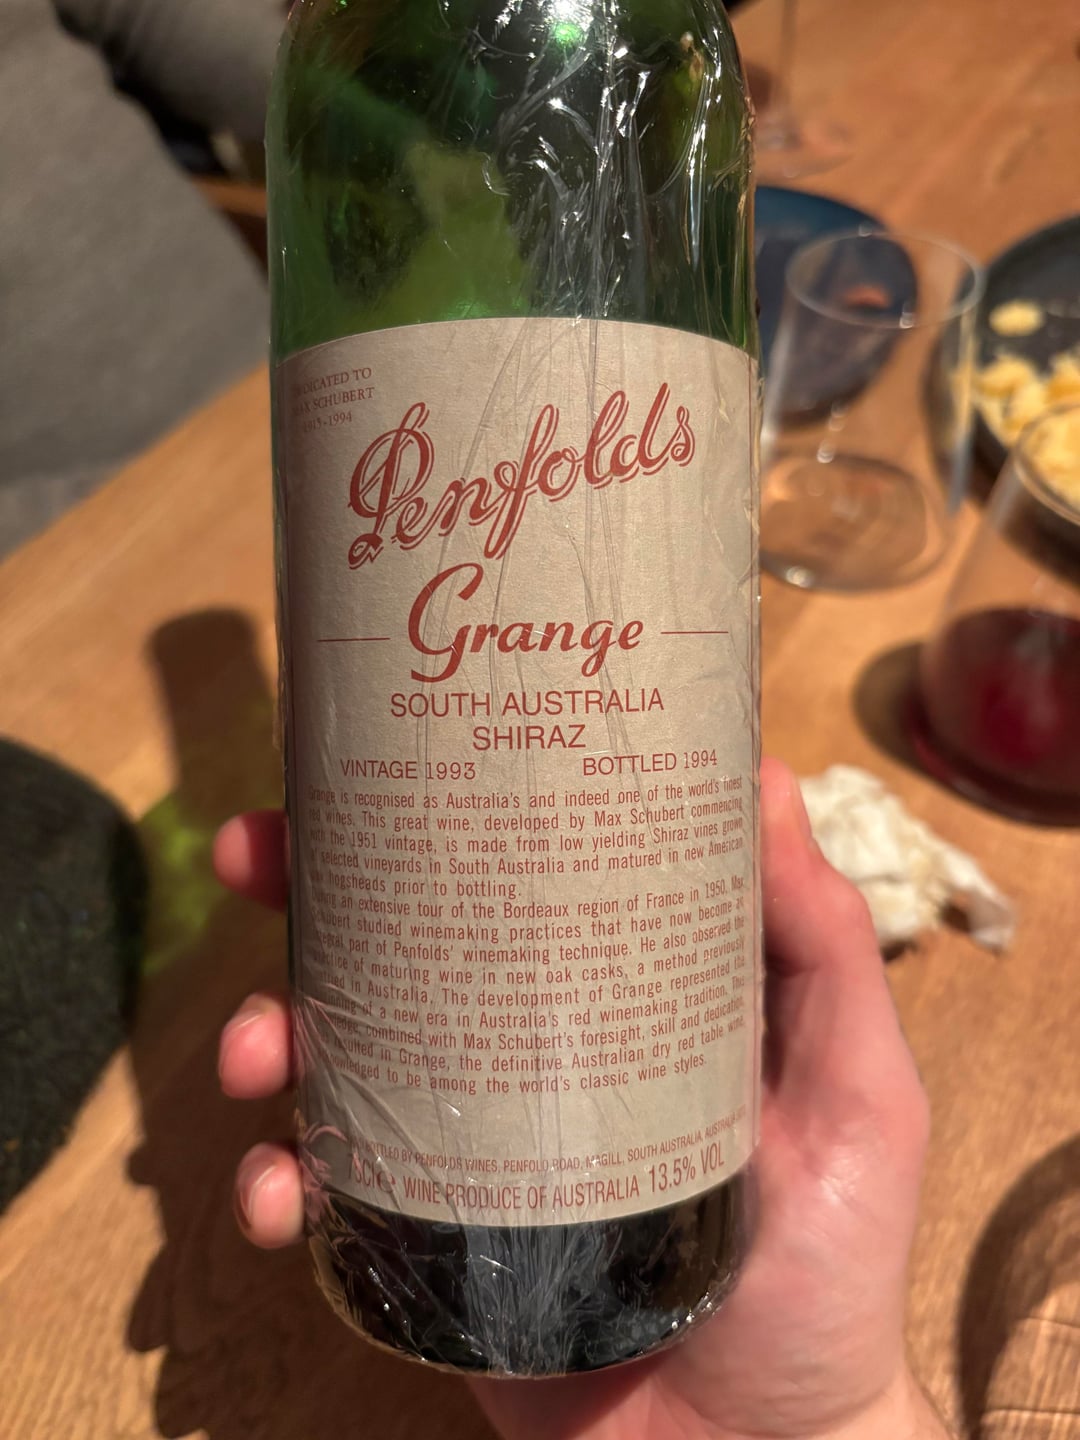 DEDICATED TO
MAX SCHUBERT
1915-1994
Penfolds
Grange
SOUTH AUSTRALIA
SHIRAZ
VINTAGE 1993 BOTTLED 1994
Grange is recognised as Australia's and indeed one of the world's finest
red wines. This great wine, developed by Max Schubert commencing
with the 1951 vintage, is made from low yielding Shiraz vines grown
at selected vineyards in South Australia and matured in new American
oak hogsheads prior to bottling.
During an extensive tour of the Bordeaux region of France in 1950, Max
Schubert studied winemaking practices that have now become an
integral part of Penfolds' winemaking technique. He also observed the
practice of maturing wine in new oak casks, a method previously
in Australia. The development of Grange represented the
beginning of a new era in Australia's red winemaking tradition. This
knowledge, combined with Max Schubert's foresight, skill and dedication
has resulted in Grange, the definitive Australian dry red table wine,
acknowledged to be among the world's classic wine styles.
BOTTLED BY PENFOLDS WINES, PENFOLD ROAD, MAGILL, SOUTH AUSTRALIA, AUSTRALIA
75cl e WINE PRODUCE OF AUSTRALIA 13.5% VOL